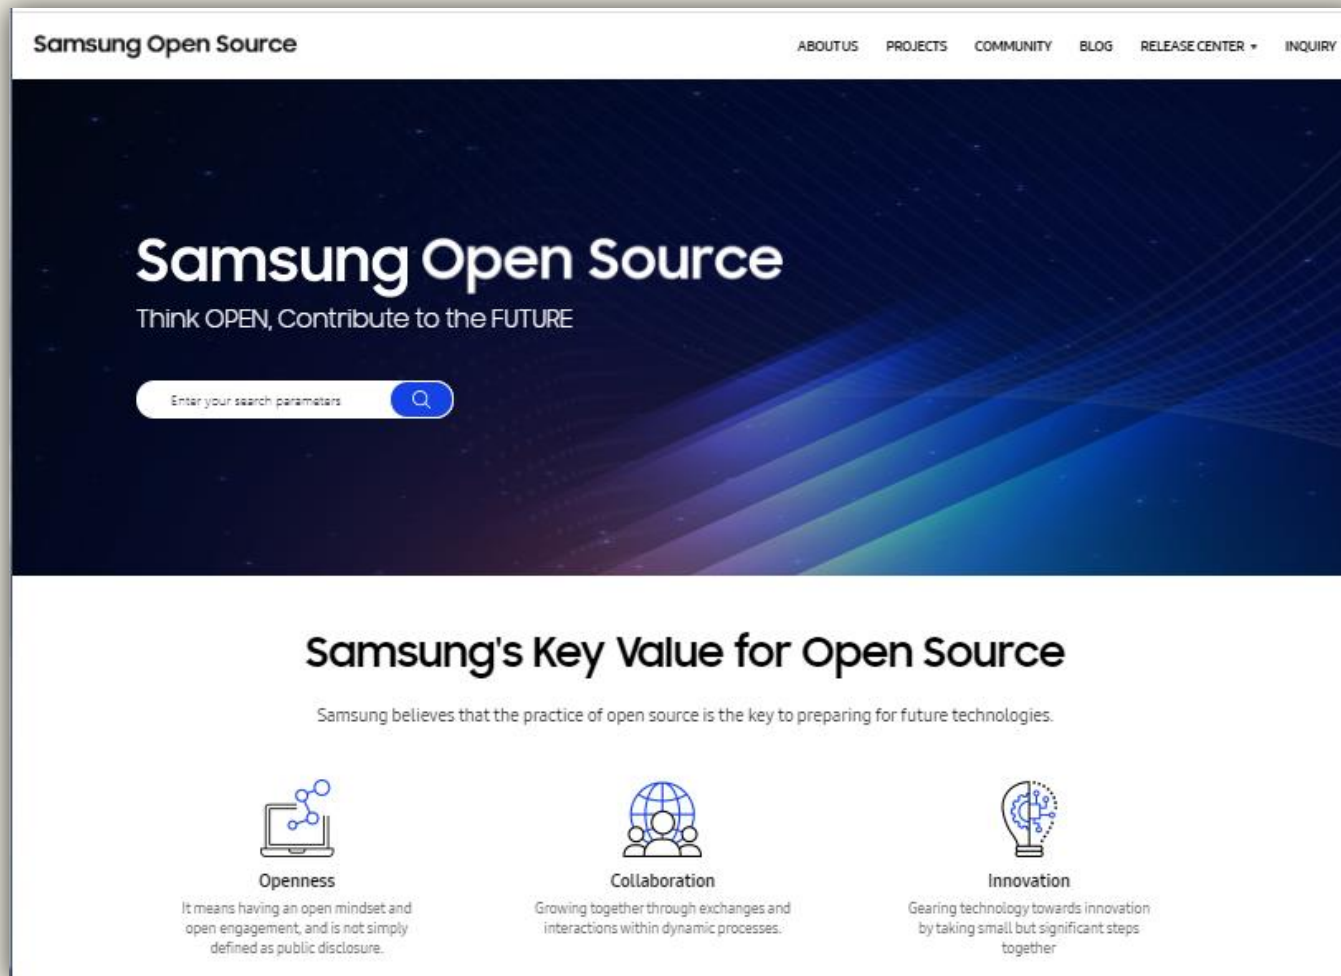 Samsung Open Source
ABOUT US PROJECTS COMMUNITY BLOG RELEASE CENTER INQUIRY
Samsung Open Source
Think OPEN, Contribute to the FUTURE
Enter your search parameters
Samsung's Key Value for Open Source
Samsung believes that the practice of open source is the key to preparing for future technologies.
Openness
It means having an open mindset and
open engagement, and is not simply
defined as public disclosure.
Collaboration
Growing together through exchanges and
interactions within dynamic processes.
Innovation
Gearing technology towards innovation
by taking small but significant steps
together